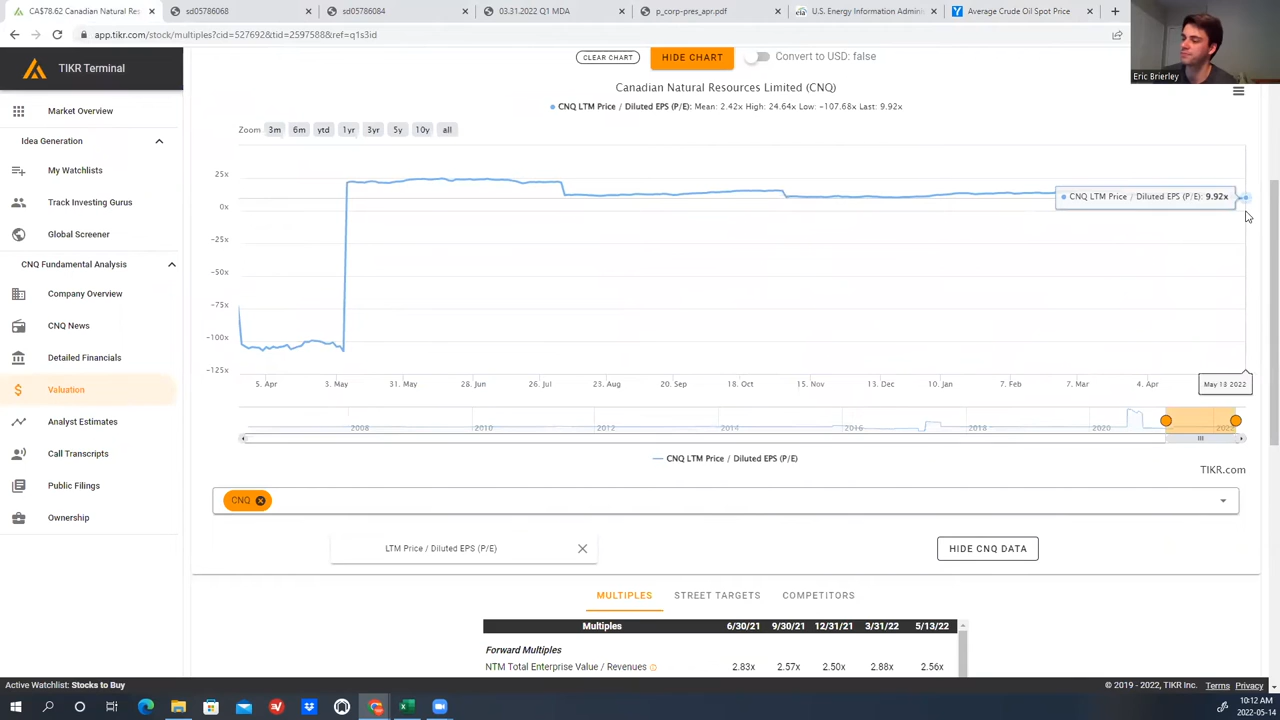 CA$78.62 Canadian Natural Res
sd05786068
sd05786084
03.31.2022 Q1 MDA
p_corp-pres_apr.pdf
U.S. Energy Information Admini
Average Crude Oil Spot Price
app.tikr.com/stock/multiples?cid=527692&tid=2597588&ref=q1s3id
Eric Brierley
TIKR Terminal
Market Overview
Idea Generation
My Watchlists
Track Investing Gurus
Global Screener
CNQ Fundamental Analysis
Company Overview
CNQ News
Detailed Financials
Valuation
Analyst Estimates
Call Transcripts
Public Filings
Ownership
CLEAR CHART
HIDE CHART
Convert to USD: false
Canadian Natural Resources Limited (CNQ)
CNQ LTM Price / Diluted EPS (P/E): Mean: 2.42x High: 24.64x Low: -107.68x Last: 9.92x
Zoom 3m 6m ytd 1yr 3yr 5y 10y all
25x
0x
-25x
-50x
-75x
-100x
-125x
CNQ LTM Price / Diluted EPS (P/E): 9.92x
5. Apr 3. May 31. May 28. Jun 26. Jul 23. Aug 20. Sep 18. Oct 15. Nov 13. Dec 10. Jan 7. Feb 7. Mar 4. Apr
May 13 2022
2008 2010 2012 2014 2016 2018 2020 2022
CNQ LTM Price / Diluted EPS (P/E)
TIKR.com
CNQ
LTM Price / Diluted EPS (P/E)
HIDE CNQ DATA
MULTIPLES STREET TARGETS COMPETITORS
Multiples 6/30/21 9/30/21 12/31/21 3/31/22 5/13/22
Forward Multiples
NTM Total Enterprise Value / Revenues 2.83x 2.57x 2.50x 2.88x 2.56x
Active Watchlist: Stocks to Buy
© 2019 - 2022, TIKR Inc. Terms Privacy
10:12 AM
2022-05-14